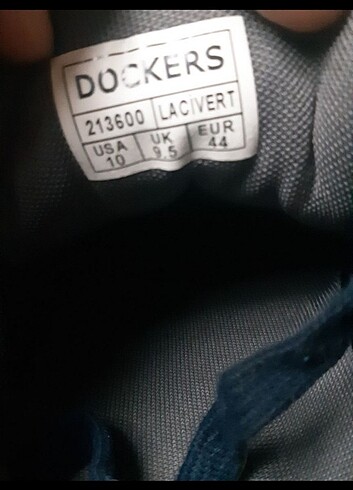 DOCKERS
213600 LACIVERT
USA UK EUR
10 9.5 44